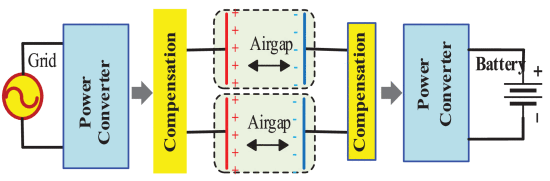 Grid
Power
Converter
Compensation
+
+
+
+
+
Airgap
-
-
-
-
-
+
+
+
+
+
Airgap
-
-
-
-
-
Compensation
Power
Converter
Battery
+
-